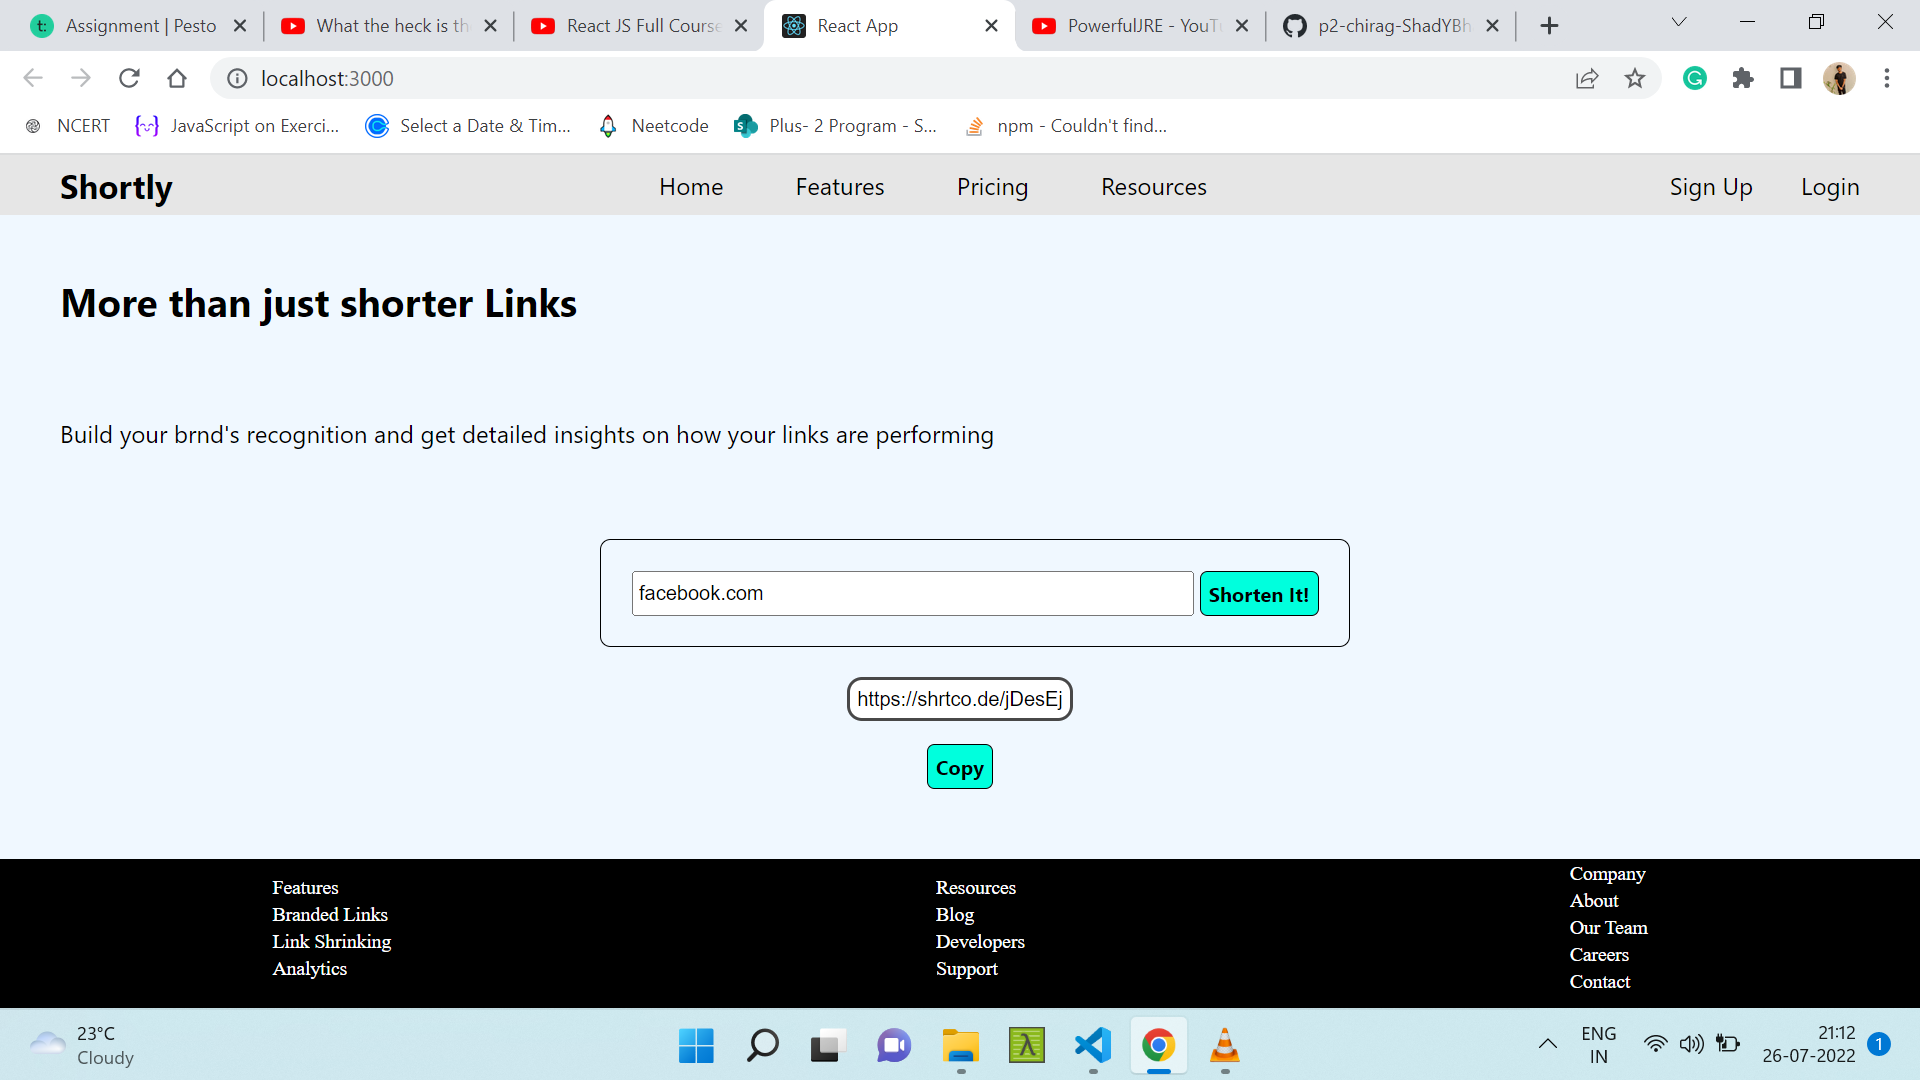 Assignment | Pesto
What the heck is th
React JS Full Course
React App
PowerfulJRE - YouTu
p2-chirag-ShadYBh
localhost:3000
NCERT
JavaScript on Exerci...
Select a Date & Tim...
Neetcode
Plus- 2 Program - S...
npm - Couldn't find...
Shortly
Home
Features
Pricing
Resources
Sign Up
Login
More than just shorter Links
Build your brnd's recognition and get detailed insights on how your links are performing
facebook.com
Shorten It!
https://shrtco.de/jDesEj
Copy
Features
Branded Links
Link Shrinking
Analytics
Resources
Blog
Developers
Support
Company
About
Our Team
Careers
Contact
23°C
Cloudy
ENG
IN
21:12
26-07-2022
1